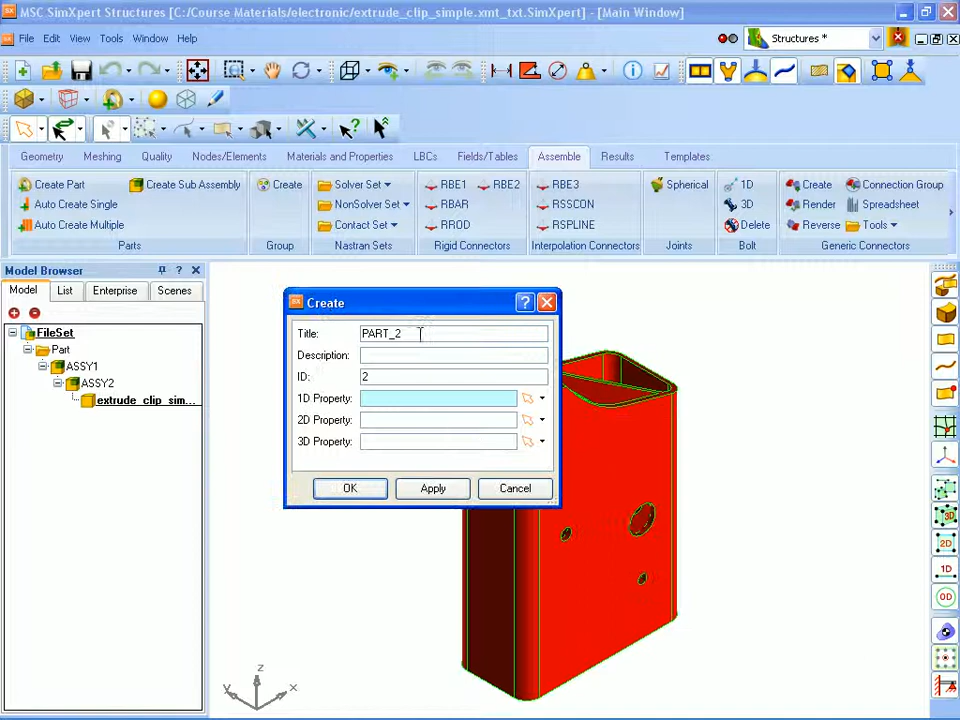 MSC SimXpert Structures [C:/Course Materials/electronic/extrude_clip_simple.xmt_txt.SimXpert] - [Main Window]
File Edit View Tools Window Help
Structures *
Geometry Meshing Quality Nodes/Elements Materials and Properties LBCs Fields/Tables Assemble Results Templates
Create Part Create Sub Assembly Create Solver Set RBE1 RBE2 RBE3 Spherical 1D Create Connection Group
Auto Create Single NonSolver Set RBAR RSSCON 3D Render Spreadsheet
Auto Create Multiple Contact Set RROD RSPLINE Delete Reverse Tools
Parts Group Nastran Sets Rigid Connectors Interpolation Connectors Joints Bolt Generic Connectors
Model Browser
Model List Enterprise Scenes
FileSet
Part
ASSY1
ASSY2
extrude_clip_sim...
Create
Title: PART_2
Description:
ID: 2
1D Property:
2D Property:
3D Property:
OK Apply Cancel
3D
2D
1D
0D
z
y x